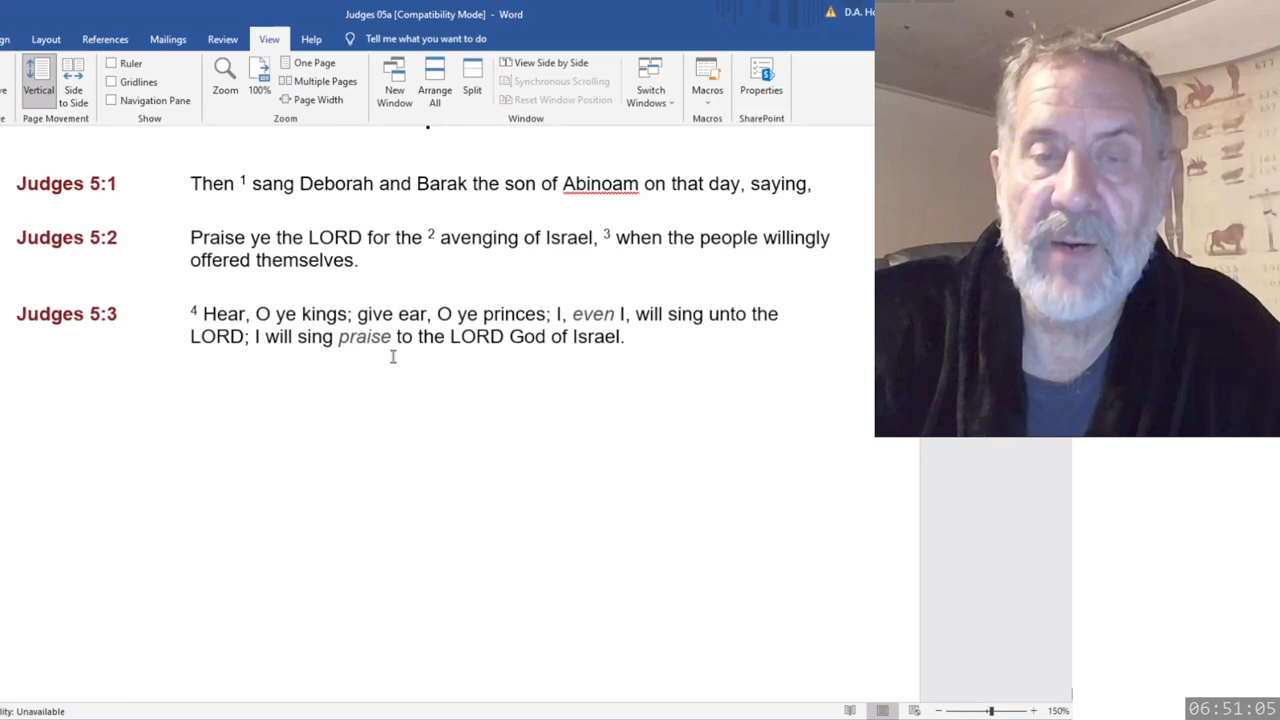 Judges 05a [Compatibility Mode] - Word
D.A. Ho
gn Layout References Mailings Review View Help Tell me what you want to do
Vertical
Side to Side
Page Movement
Ruler
Gridlines
Navigation Pane
Show
Zoom
100%
One Page
Multiple Pages
Page Width
Zoom
New Window
Arrange All
Split
View Side by Side
Synchronous Scrolling
Reset Window Position
Window
Switch Windows
Macros
Macros
Properties
SharePoint
Judges 5:1 Then 1 sang Deborah and Barak the son of Abinoam on that day, saying,
Judges 5:2 Praise ye the LORD for the 2 avenging of Israel, 3 when the people willingly
offered themselves.
Judges 5:3 4 Hear, O ye kings; give ear, O ye princes; I, even I, will sing unto the
LORD; I will sing praise to the LORD God of Israel.
lity: Unavailable
150%
06:51:05